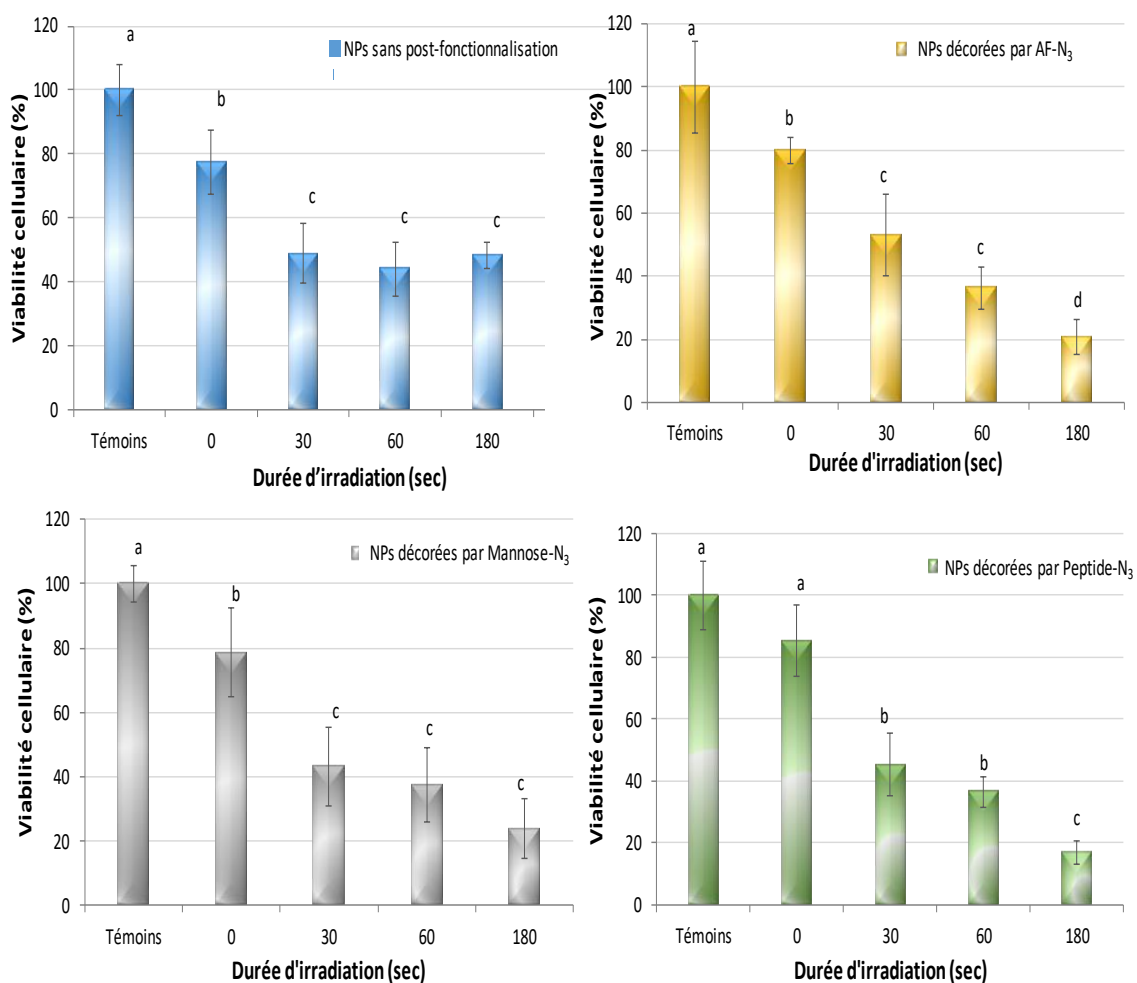 NPs sans post-fonctionnalisation
Viabilité cellulaire (%)
120
100
80
60
40
20
0
a
b
c
c
c
Témoins 0 30 60 180
Durée d’irradiation (sec)
NPs décorées par AF-N₃
Viabilité cellulaire (%)
120
100
80
60
40
20
0
a
b
c
c
d
Témoins 0 30 60 180
Durée d'irradiation (sec)
NPs décorées par Mannose-N₃
Viabilité cellulaire (%)
120
100
80
60
40
20
0
a
b
c
c
c
Témoins 0 30 60 180
Durée d'irradiation (sec)
NPs décorées par Peptide-N₃
Viabilité cellulaire (%)
120
100
80
60
40
20
0
a
a
b
b
c
Témoins 0 30 60 180
Durée d'irradiation (sec)